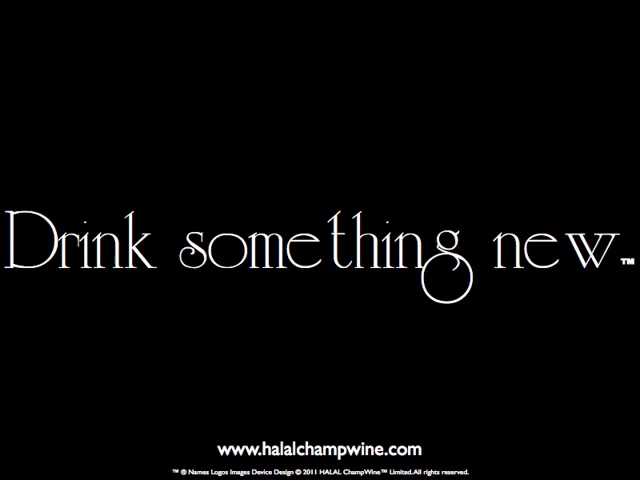 Drink something new.™
www.halalchampwine.com
™ ® Names Logos Images Device Design © 2011 HALAL ChampWine™ Limited.All rights reserved.